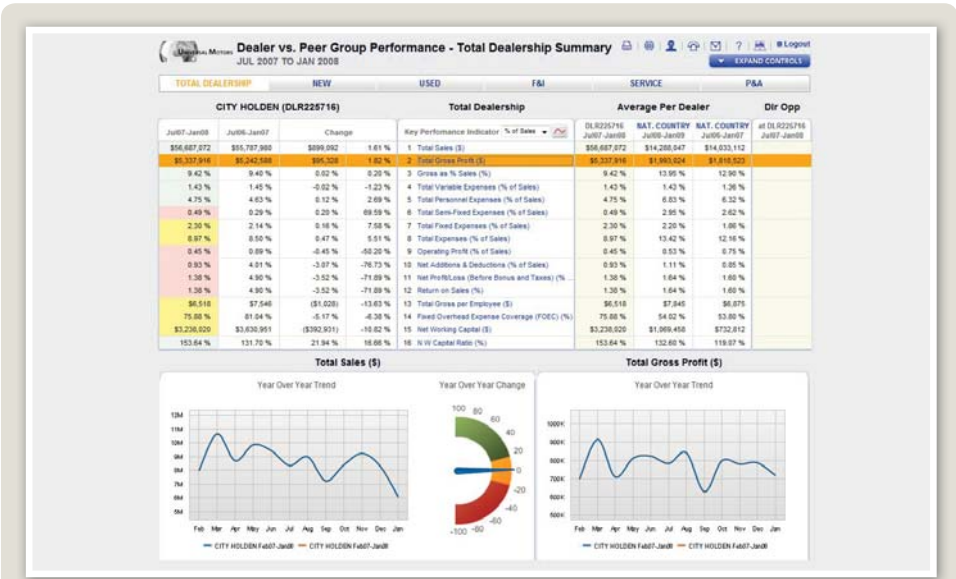 UNIVERSAL MOTORS
Dealer vs. Peer Group Performance - Total Dealership Summary
JUL 2007 TO JAN 2008
? Logout
EXPAND CONTROLS
TOTAL DEALERSHIP NEW USED F&I SERVICE P&A
CITY HOLDEN (DLR225716) Total Dealership Average Per Dealer Dlr Opp
Jul07-Jan08 Jul06-Jan07 Change Key Perfomance Indicator % of Sales DLR225716 Jul07-Jan08 NAT. COUNTRY Jul08-Jan09 NAT. COUNTRY Jul06-Jan07 at DLR225716 Jul07-Jan08
$56,687,072 $55,787,980 $899,092 1.61 % 1 Total Sales ($) $56,687,072 $14,288,047 $14,033,112
$5,337,916 $5,242,588 $95,328 1.82 % 2 Total Gross Profit ($) $5,337,916 $1,993,024 $1,810,523
9.42 % 9.40 % 0.02 % 0.20 % 3 Gross as % Sales (%) 9.42 % 13.95 % 12.90 %
1.43 % 1.45 % -0.02 % -1.23 % 4 Total Variable Expenses (% of Sales) 1.43 % 1.43 % 1.36 %
4.75 % 4.63 % 0.12 % 2.69 % 5 Total Personnel Expenses (% of Sales) 4.75 % 6.83 % 6.32 %
0.49 % 0.29 % 0.20 % 69.59 % 6 Total Semi-Fixed Expenses (% of Sales) 0.49 % 2.95 % 2.62 %
2.30 % 2.14 % 0.16 % 7.58 % 7 Total Fixed Expenses (% of Sales) 2.30 % 2.20 % 1.86 %
8.97 % 8.50 % 0.47 % 5.51 % 8 Total Expenses (% of Sales) 8.97 % 13.42 % 12.16 %
0.45 % 0.89 % -0.45 % -50.20 % 9 Operating Profit (% of Sales) 0.45 % 0.53 % 0.75 %
0.93 % 4.01 % -3.07 % -76.73 % 10 Net Additions & Deductions (% of Sales) 0.93 % 1.11 % 0.85 %
1.38 % 4.90 % -3.52 % -71.89 % 11 Net Profit/Loss (Before Bonus and Taxes) (% ... 1.38 % 1.64 % 1.60 %
1.38 % 4.90 % -3.52 % -71.89 % 12 Return on Sales (%) 1.38 % 1.64 % 1.60 %
$6,518 $7,546 ($1,028) -13.63 % 13 Total Gross per Employee ($) $6,518 $7,845 $6,875
75.88 % 81.04 % -5.17 % -6.38 % 14 Fixed Overhead Expense Coverage (FOEC) (%) 75.88 % 54.02 % 53.80 %
$3,238,020 $3,630,951 ($392,931) -10.82 % 15 Net Working Capital ($) $3,238,020 $1,069,458 $732,812
153.64 % 131.70 % 21.94 % 16.66 % 16 N W Capital Ratio (%) 153.64 % 132.60 % 119.07 %
Total Sales ($) Total Gross Profit ($)
Year Over Year Trend Year Over Year Change Year Over Year Trend
12M
11M
10M
9M
8M
7M
6M
5M
Feb Mar Apr May Jun Jul Aug Sep Oct Nov Dec Jan
CITY HOLDEN Feb07-Jan08 CITY HOLDEN Feb07-Jan08
100 80 60 40 20 0 -20 -40 -60 -80 -100
1000K
900K
800K
700K
600K
500K
Feb Mar Apr May Jun Jul Aug Sep Oct Nov Dec Jan
CITY HOLDEN Feb07-Jan08 CITY HOLDEN Feb07-Jan08